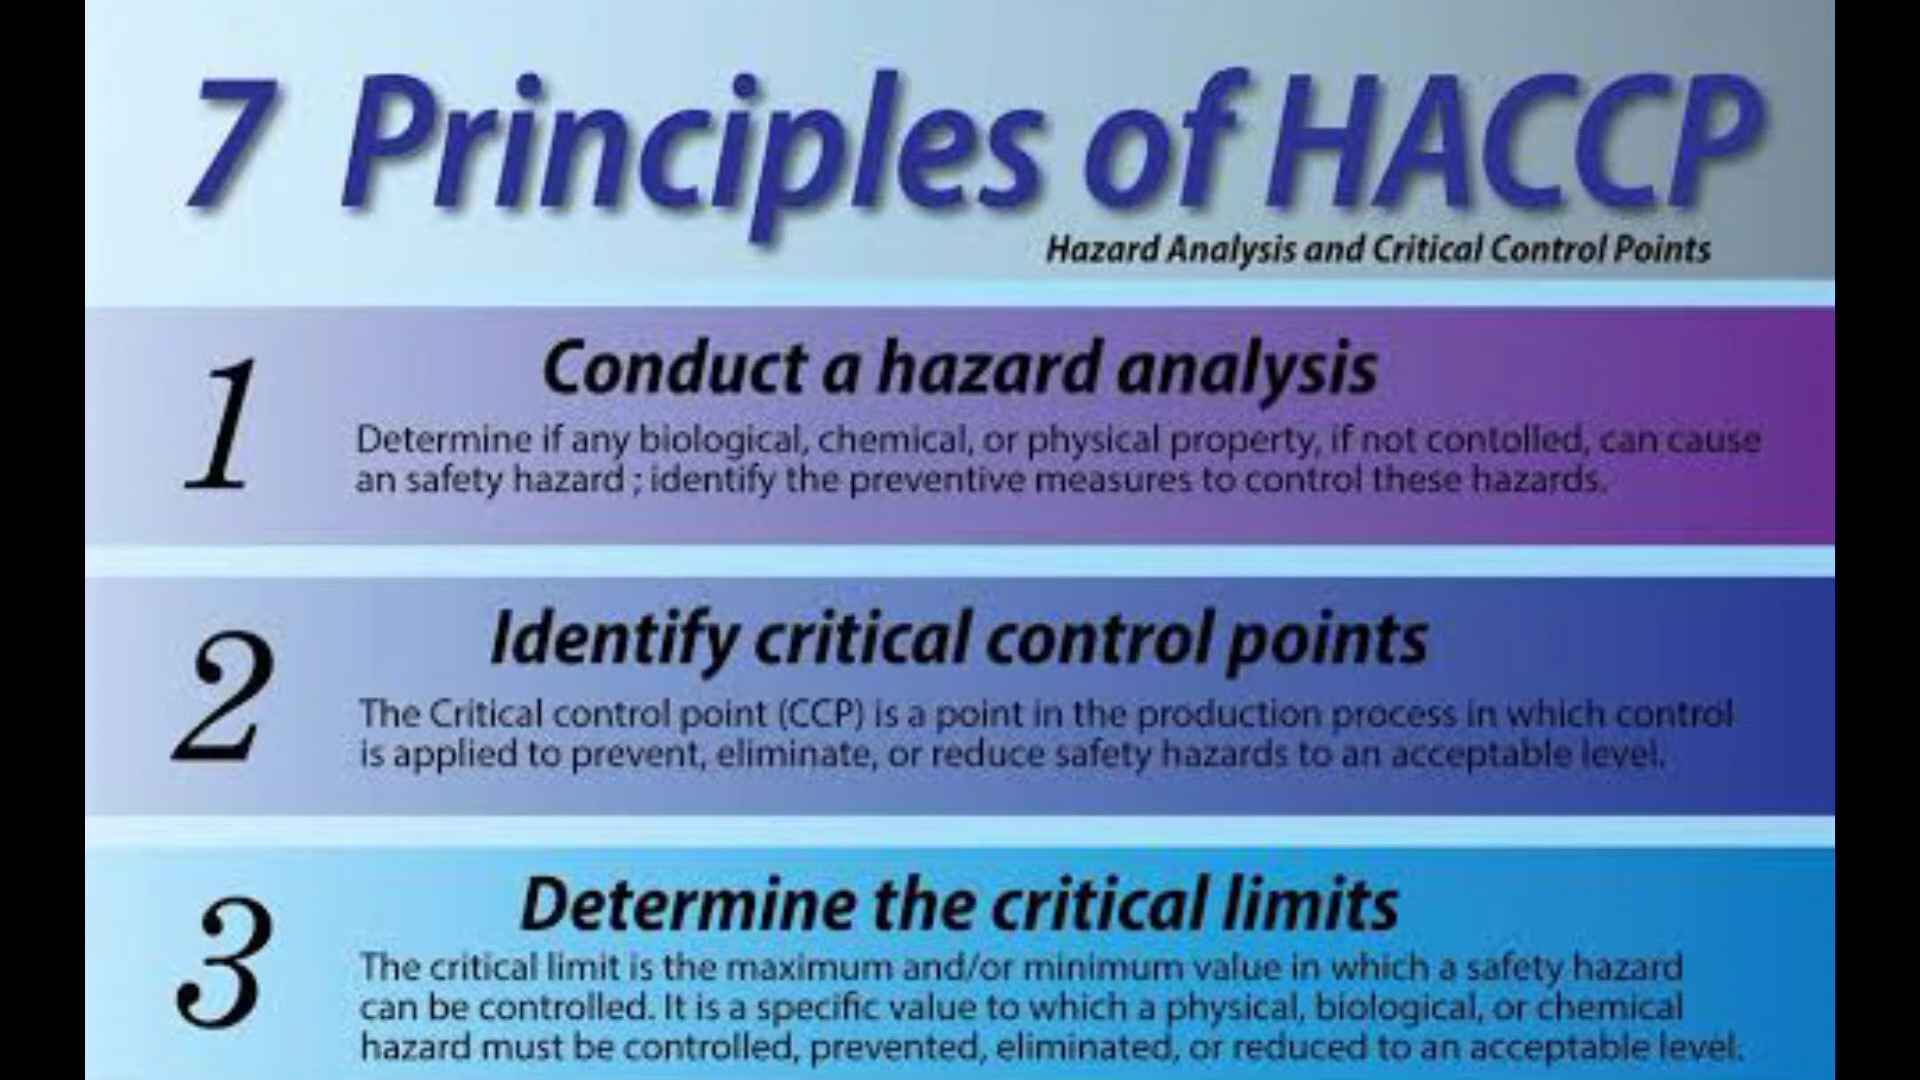 7 Principles of HACCP
Hazard Analysis and Critical Control Points
1
Conduct a hazard analysis
Determine if any biological, chemical, or physical property, if not contolled, can cause
an safety hazard ; identify the preventive measures to control these hazards.
2
Identify critical control points
The Critical control point (CCP) is a point in the production process in which control
is applied to prevent, eliminate, or reduce safety hazards to an acceptable level.
3
Determine the critical limits
The critical limit is the maximum and/or minimum value in which a safety hazard
can be controlled. It is a specific value to which a physical, biological, or chemical
hazard must be controlled, prevented, eliminated, or reduced to an acceptable level.